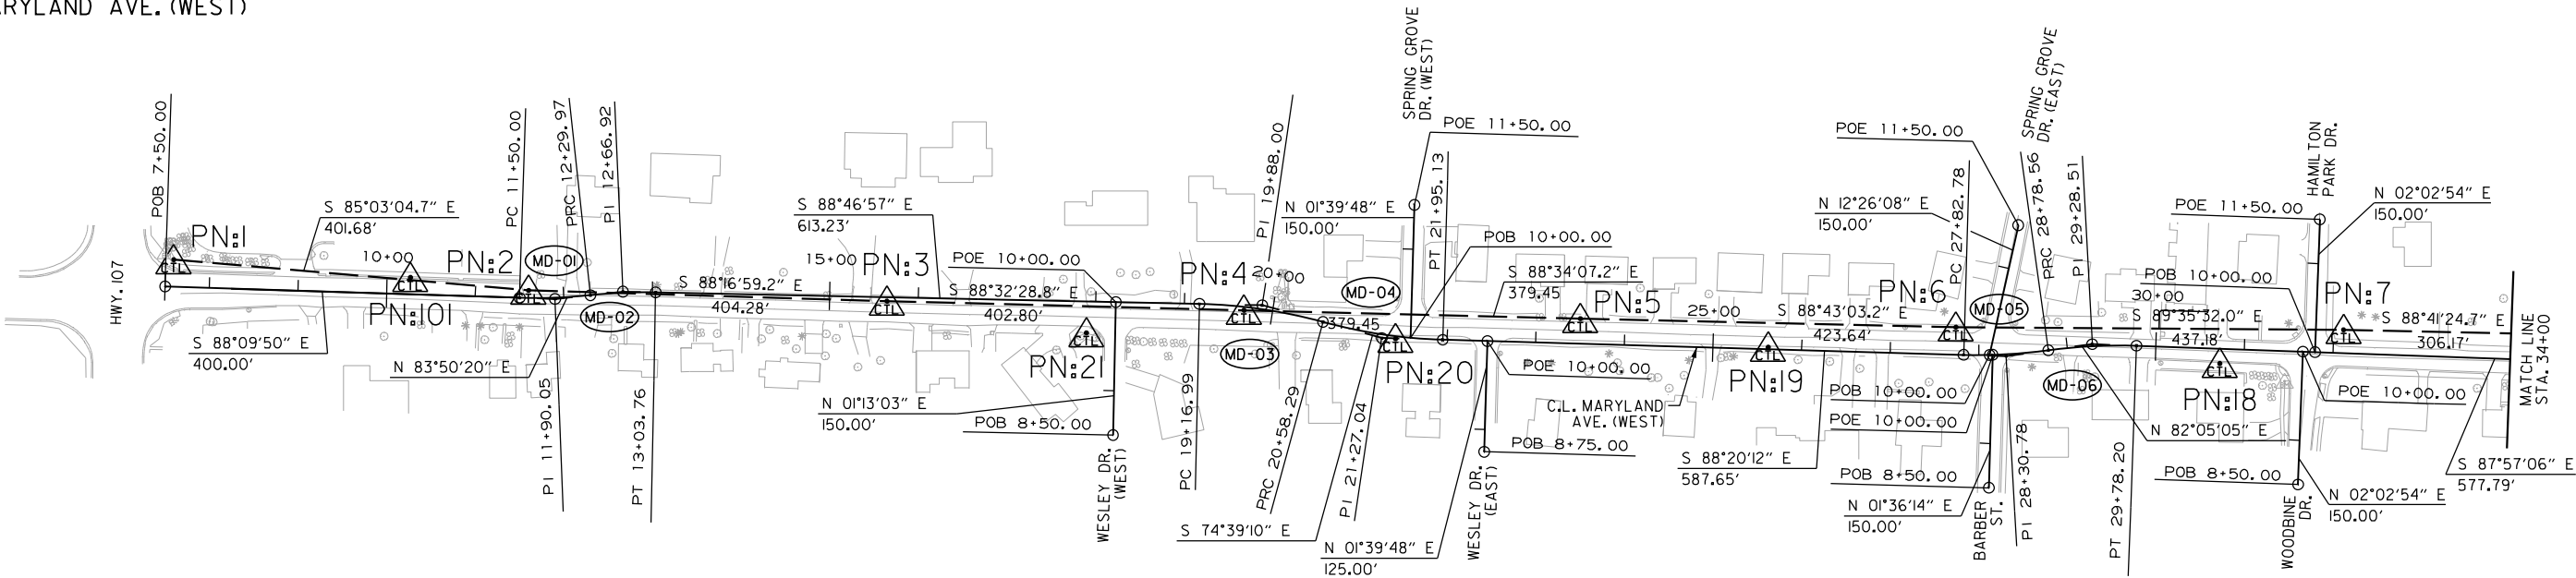 ARYLAND AVE. (WEST)
HWY. 107
POB 7+50.00
PN:1
CTL
S 85°03'04.7" E
401.68'
S 88°09'50" E
400.00'
10+00
PN:101
CTL
PN:2
CTL
PC 11+50.00
MD-01
PRC 12+29.97
PI 12+66.92
N 83°50'20" E
PI 11+90.05
MD-02
PT 13+03.76
S 88°16'59.2" E
404.28'
S 88°46'57" E
613.23'
15+00
PN:3
CTL
POE 10+00.00
S 88°32'28.8" E
402.80'
N 01°13'03" E
150.00'
POB 8+50.00
PN:21
CTL
WESLEY DR.
(WEST)
PN:4
CTL
20+00
PI 19+88.00
PC 19+16.99
MD-03
PRC 20+58.29
PI 21+27.04
S 74°39'10" E
379.45
N 01°39'48" E
150.00'
MD-04
SPRING GROVE
DR. (WEST)
POE 11+50.00
PT 21+95.13
POB 10+00.00
PN:20
CTL
S 88°34'07.2" E
379.45
PN:5
CTL
POE 10+00.00
POB 8+75.00
WESLEY DR.
(EAST)
N 01°39'48" E
125.00'
C.L. MARYLAND
AVE. (WEST)
25+00
PN:19
CTL
S 88°20'12" E
587.65'
S 88°43'03.2" E
423.64'
PN:6
CTL
POE 11+50.00
N 12°26'08" E
150.00'
PC 27+82.78
MD-05
PRC 28+78.56
SPRING GROVE
DR. (EAST)
PI 29+28.51
POB 10+00.00
POE 10+00.00
POB 8+50.00
N 01°36'14" E
150.00'
BARBER
ST.
PI 28+30.78
MD-06
PT 29+78.20
N 82°05'05" E
POE 11+50.00
POB 10+00.00
30+00
S 89°35'32.0" E
437.18'
PN:18
CTL
POB 8+50.00
WOODBINE
DR.
HAMILTON
PARK DR.
N 02°02'54" E
150.00'
PN:7
CTL
S 88°41'24.7" E
306.17'
POE 10+00.00
N 02°02'54" E
150.00'
S 87°57'06" E
577.79'
MATCH LINE
STA. 34+00